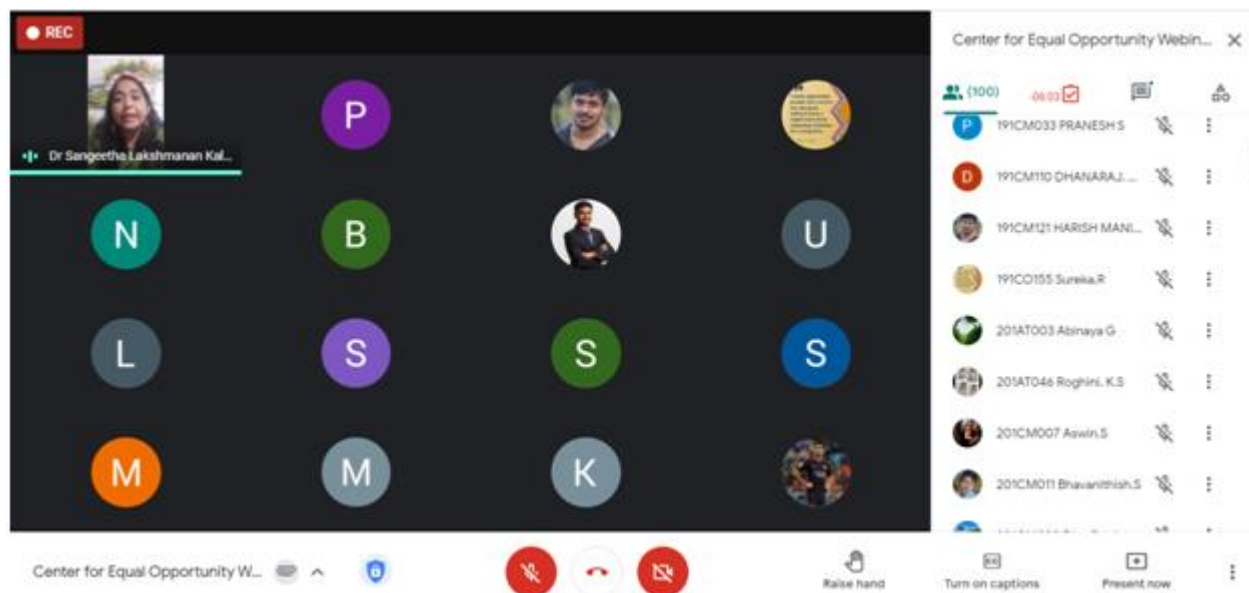 REC
Dr Sangeetha Lakshmanan Kal...
P
N
B
U
L
S
S
S
M
M
K
Center for Equal Opportunity Webin...
(100)
06:03
P
191CM033 PRANESH S
D
191CM110 DHANARAJ. ...
191CM121 HARISH MANI...
191CO155 Sureka.R
201AT003 Abinaya G
201AT046 Roghini. K.S
201CM007 Aswin.S
201CM011 Bhavanithish.S
Center for Equal Opportunity W...
Raise hand
Turn on captions
Present now